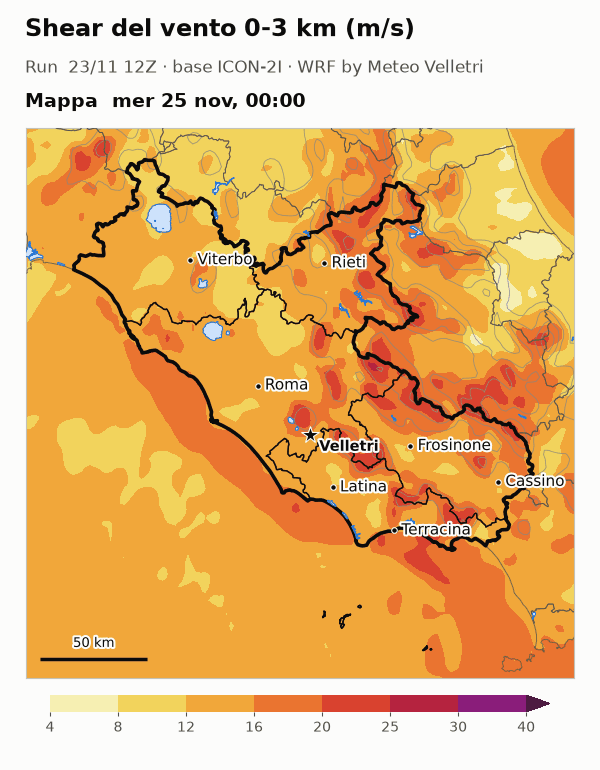 Shear del vento 0-3 km (m/s)
Run  23/11 12Z · base ICON-2I · WRF by Meteo Velletri
Mappa  mer 25 nov, 00:00
Viterbo
Rieti
Roma
Velletri
Frosinone
Cassino
Latina
Terracina
50 km
4 8 12 16 20 25 30 40